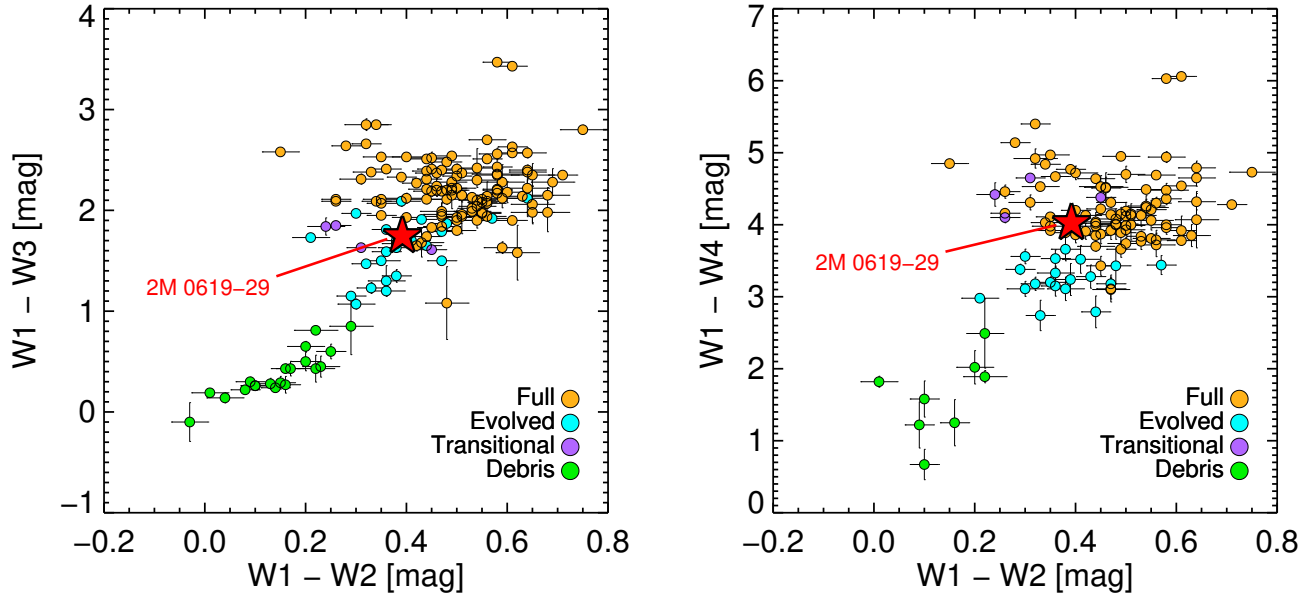 4
3
2
1
0
−1
−0.2 0.0 0.2 0.4 0.6 0.8
W1 − W2 [mag]
W1 − W3 [mag]
2M 0619−29
Full
Evolved
Transitional
Debris
7
6
5
4
3
2
1
0
−0.2 0.0 0.2 0.4 0.6 0.8
W1 − W2 [mag]
W1 − W4 [mag]
2M 0619−29
Full
Evolved
Transitional
Debris